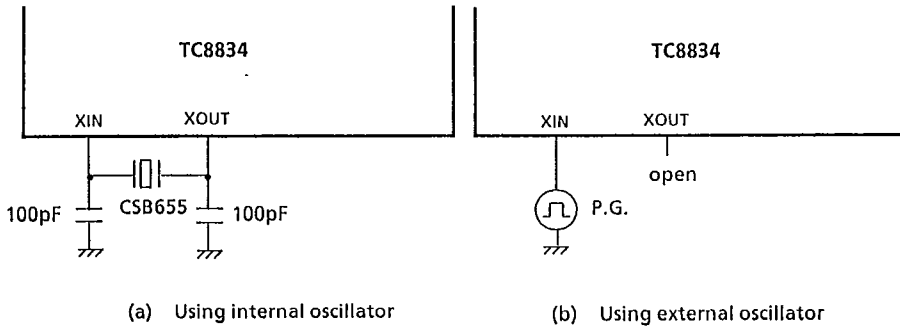 TC8834
XIN XOUT
100pF CSB655 100pF
(a) Using internal oscillator
TC8834
XIN XOUT
open
P.G.
(b) Using external oscillator